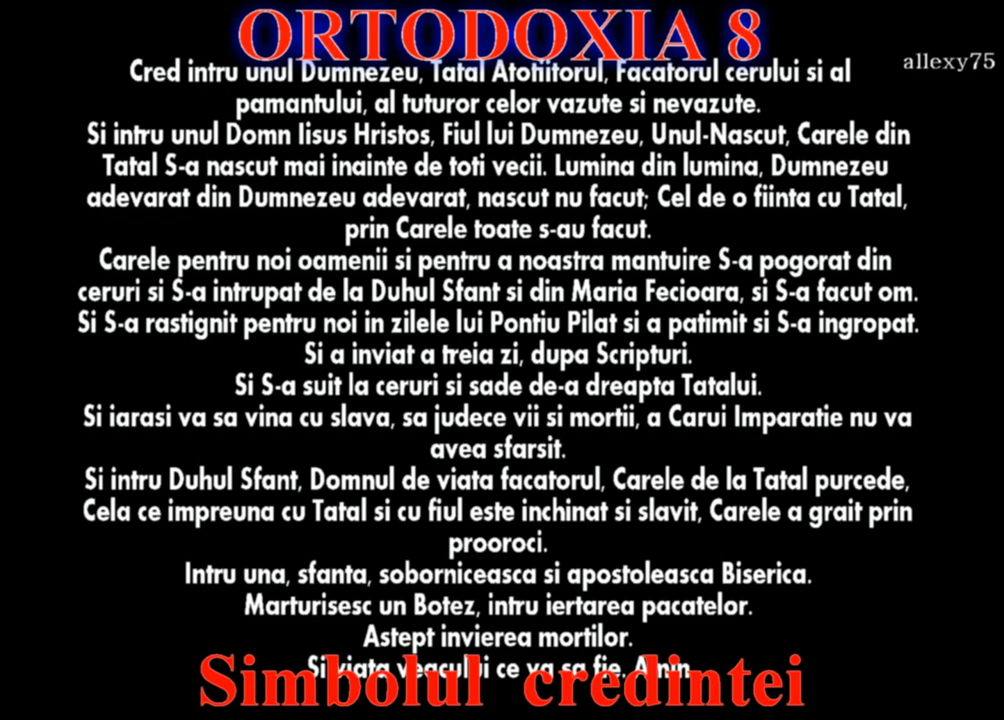 ORTODOXIA 8
allexy75
Cred intru unul Dumnezeu, Tatal Atotiitorul, Facatorul cerului si al
pamantului, al tuturor celor vazute si nevazute.
Si intru unul Domn Iisus Hristos, Fiul lui Dumnezeu, Unul-Nascut, Carele din
Tatal S-a nascut mai inainte de toti vecii. Lumina din lumina, Dumnezeu
adevarat din Dumnezeu adevarat, nascut nu facut; Cel de o fiinta cu Tatal,
prin Carele toate s-au facut.
Carele pentru noi oamenii si pentru a noastra mantuire S-a pogorat din
ceruri si S-a intrupat de la Duhul Sfant si din Maria Fecioara, si S-a facut om.
Si S-a rastignit pentru noi in zilele lui Pontiu Pilat si a patimit si S-a ingropat.
Si a inviat a treia zi, dupa Scripturi.
Si S-a suit la ceruri si sade de-a dreapta Tatalui.
Si iarasi va sa vina cu slava, sa judece vii si mortii, a Carui Imparatie nu va
avea sfarsit.
Si intru Duhul Sfant, Domnul de viata facatorul, Carele de la Tatal purcede,
Cela ce impreuna cu Tatal si cu fiul este inchinat si slavit, Carele a grait prin
prooroci.
Intru una, sfanta, soborniceasca si apostoleasca Biserica.
Marturisesc un Botez, intru iertarea pacatelor.
Astept invierea mortilor.
Si viata veacului ce va sa fie. Amin.
Simbolul credintei